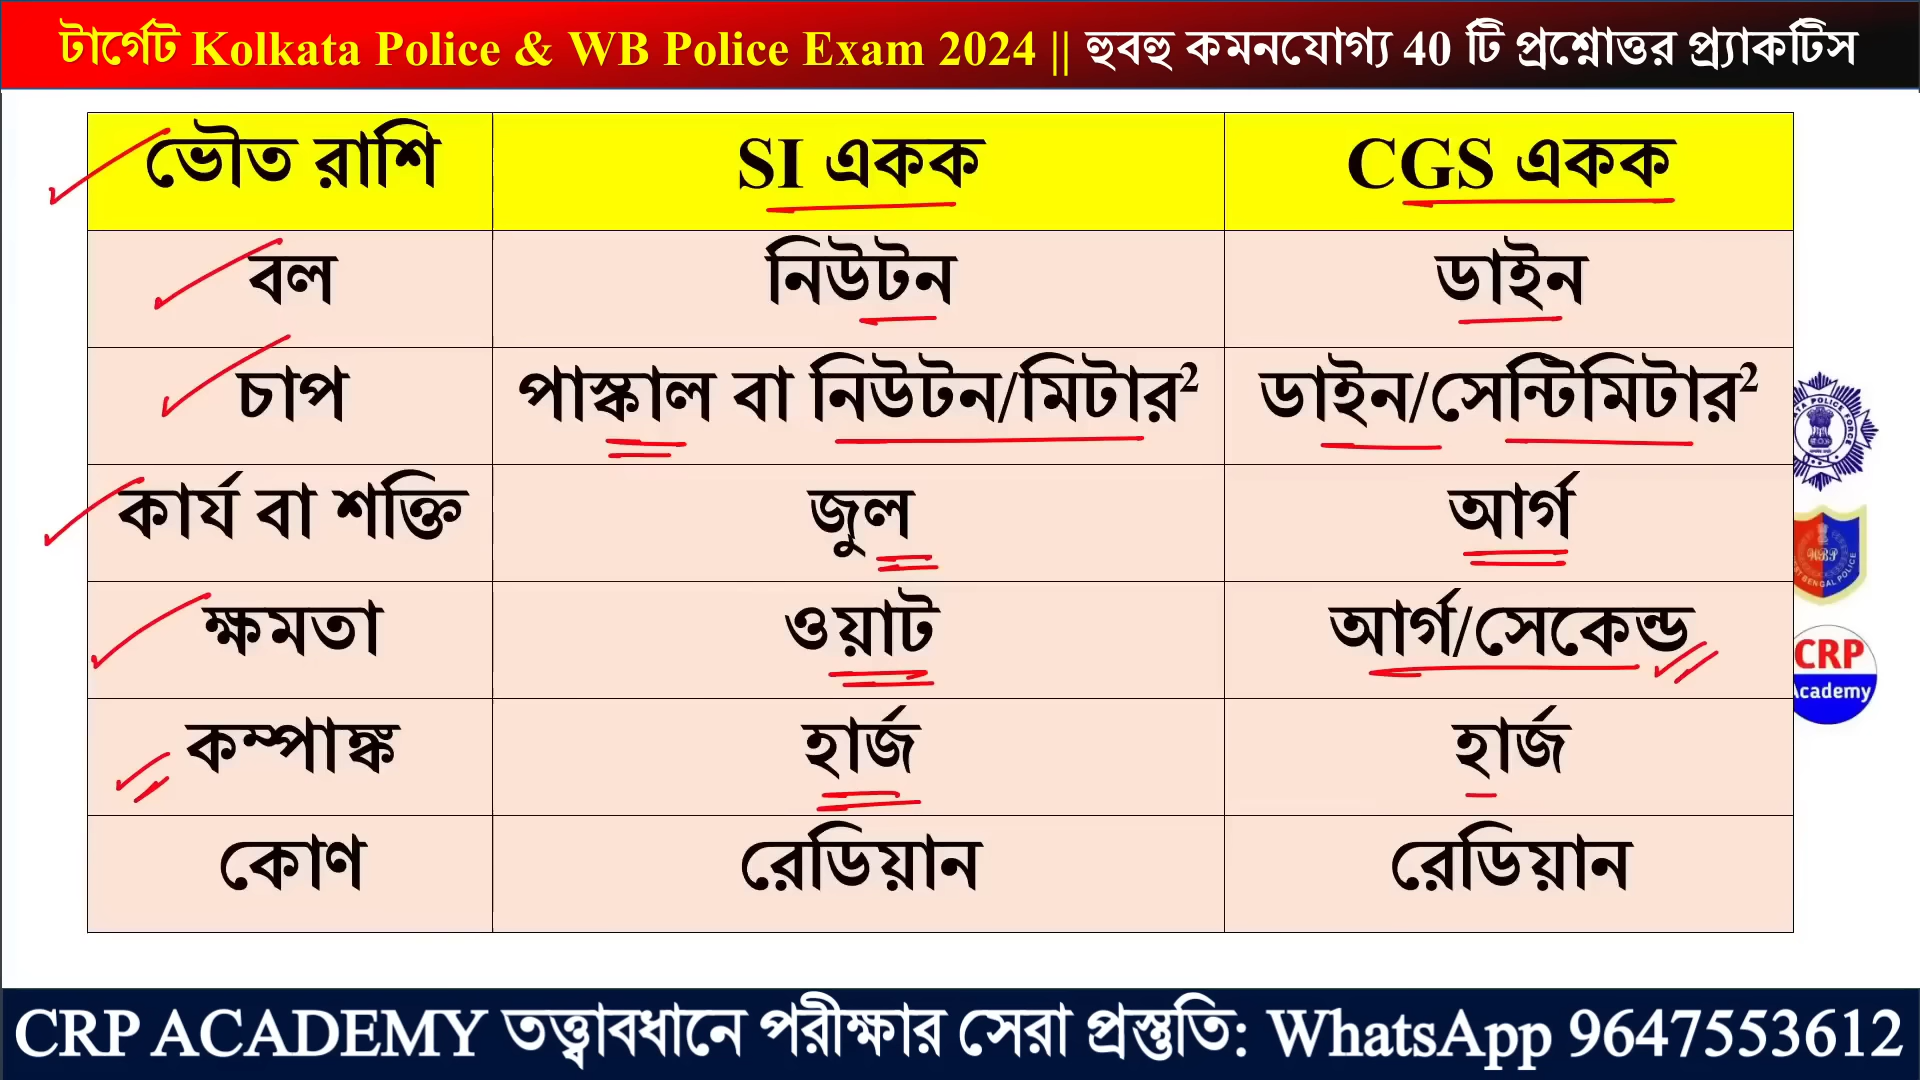 টার্গেট Kolkata Police & WB Police Exam 2024 || হুবহু কমনযোগ্য 40 টি প্রশ্নোত্তর প্র্যাকটিস
ভৌত রাশি SI একক CGS একক
বল নিউটন ডাইন
চাপ পাস্কাল বা নিউটন/মিটার² ডাইন/সেন্টিমিটার²
কার্য বা শক্তি জুল আর্গ
ক্ষমতা ওয়াট আর্গ/সেকেন্ড
কম্পাঙ্ক হার্জ হার্জ
কোণ রেডিয়ান রেডিয়ান
CRP
Academy
CRP ACADEMY তত্ত্বাবধানে পরীক্ষার সেরা প্রস্তুতি: WhatsApp 9647553612